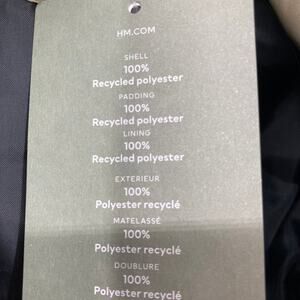 HM.COM
SHELL
100%
Recycled polyester
PADDING
100%
Recycled polyester
LINING
100%
Recycled polyester
EXTERIEUR
100%
Polyester recyclé
MATELASSÉ
100%
Polyester recyclé
DOUBLURE
100%
Polyester recyclé